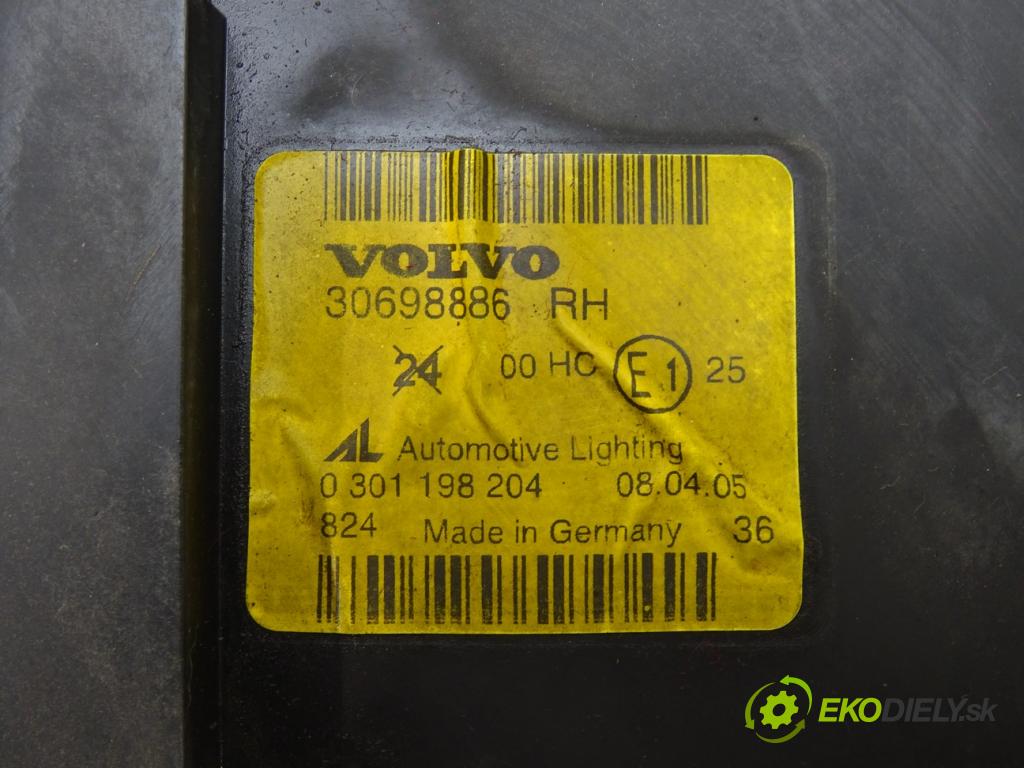 VOLVO
30698886 RH
24 00 HC E1 25
AL Automotive Lighting
0 301 198 204 08.04.05
824 Made in Germany 36
EKODIELY.sk